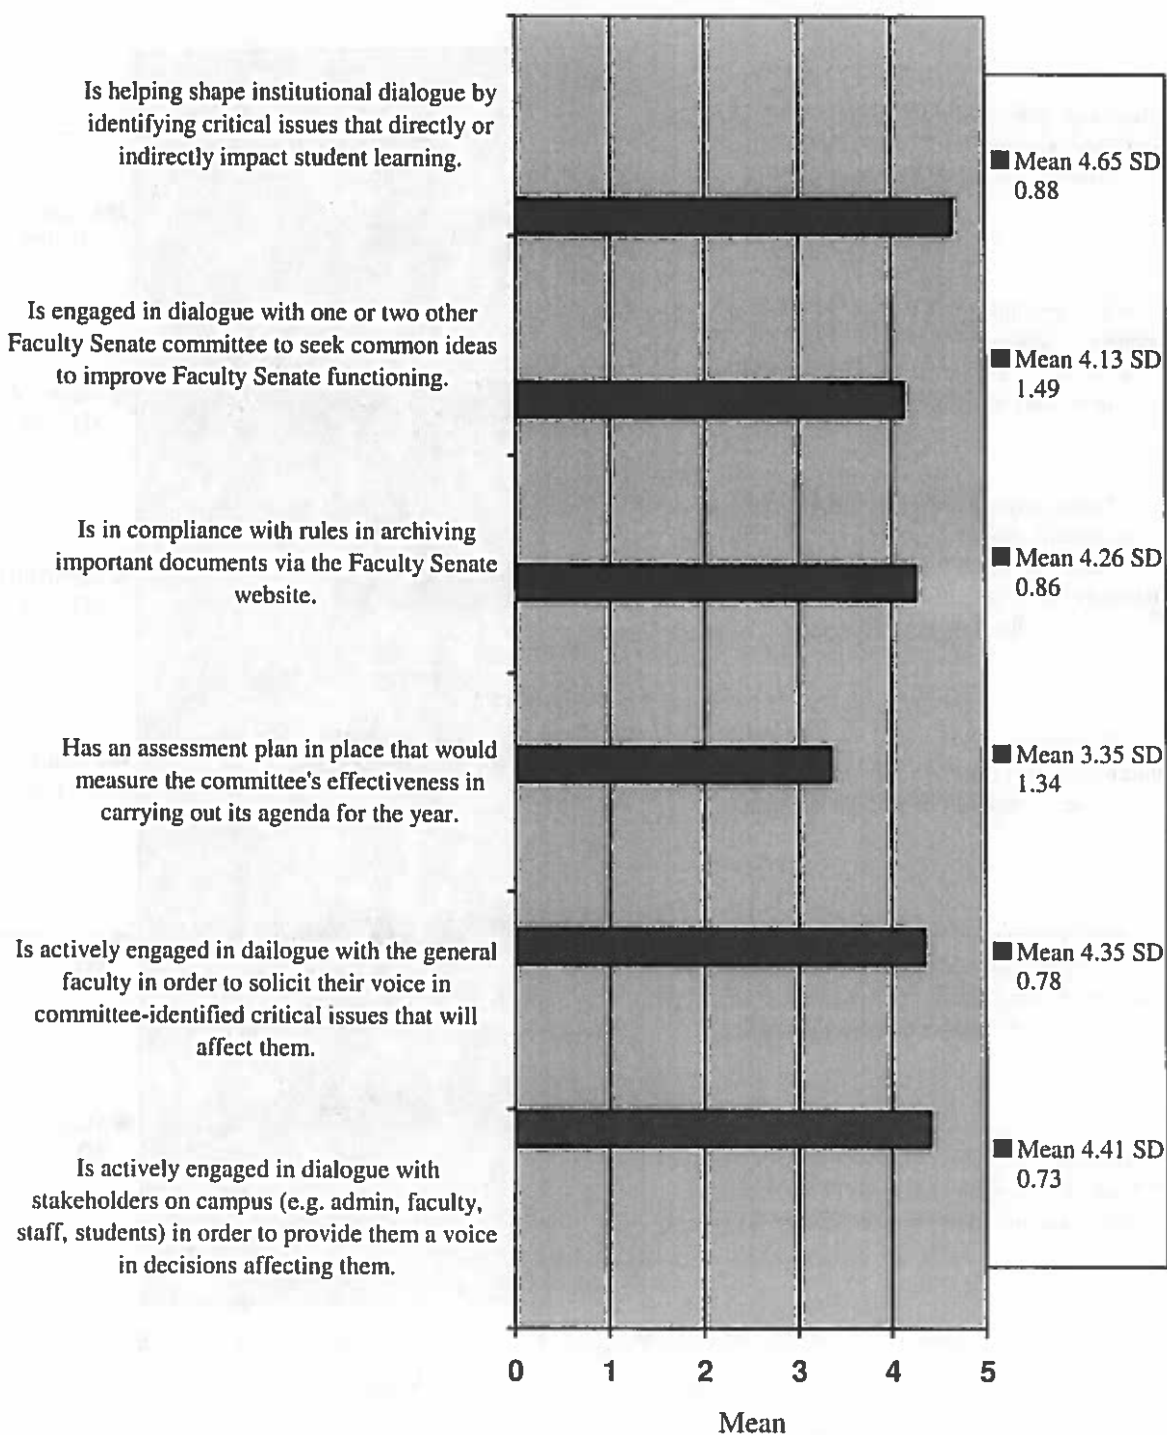 Is helping shape institutional dialogue by
identifying critical issues that directly or
indirectly impact student learning.
Mean 4.65 SD
0.88
Is engaged in dialogue with one or two other
Faculty Senate committee to seek common ideas
to improve Faculty Senate functioning.
Mean 4.13 SD
1.49
Is in compliance with rules in archiving
important documents via the Faculty Senate
website.
Mean 4.26 SD
0.86
Has an assessment plan in place that would
measure the committee's effectiveness in
carrying out its agenda for the year.
Mean 3.35 SD
1.34
Is actively engaged in dailogue with the general
faculty in order to solicit their voice in
committee-identified critical issues that will
affect them.
Mean 4.35 SD
0.78
Is actively engaged in dialogue with
stakeholders on campus (e.g. admin, faculty,
staff, students) in order to provide them a voice
in decisions affecting them.
Mean 4.41 SD
0.73
0 1 2 3 4 5
Mean